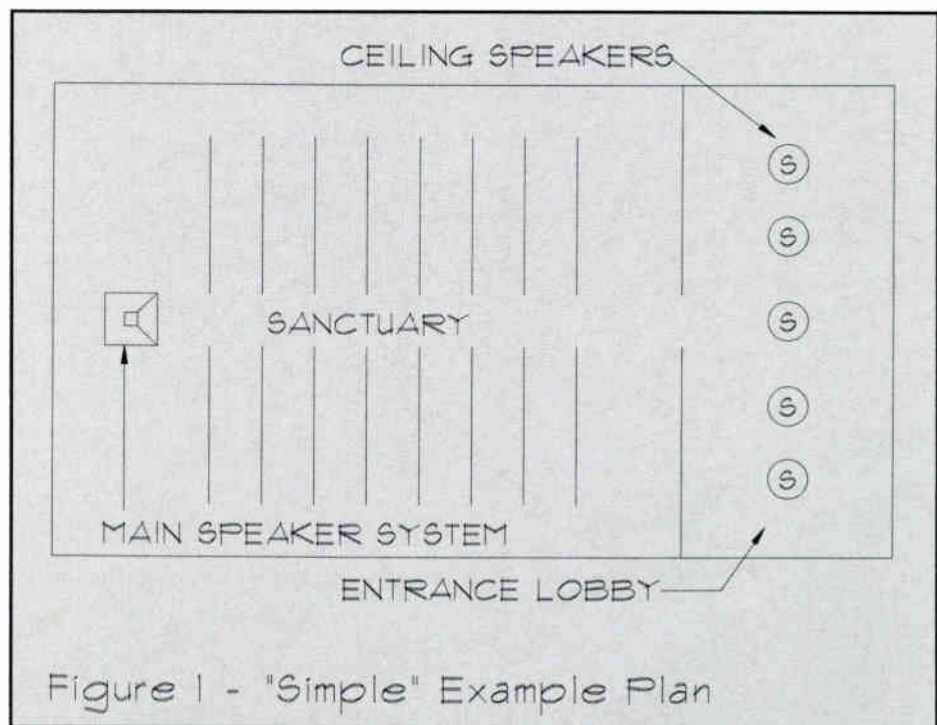 CEILING SPEAKERS
S
S
SANCTUARY
S
S
S
MAIN SPEAKER SYSTEM
ENTRANCE LOBBY
Figure 1 - "Simple" Example Plan